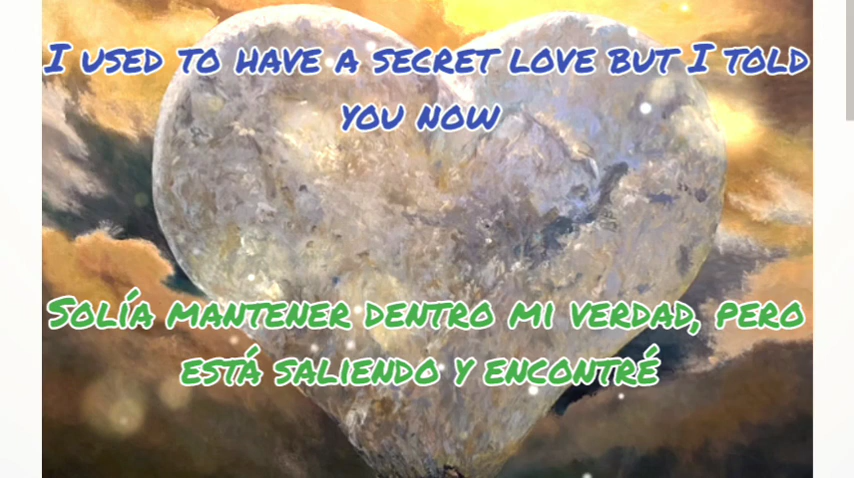 I used to have a secret love but I told
you now
Solía mantener dentro mi verdad, pero
está saliendo y encontré